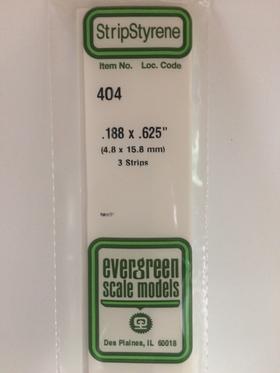 StripStyrene
Item No. Loc. Code
404
.188 x .625"
(4.8 x 15.8 mm)
3 Strips
evergreen
scale models
Des Plaines, IL 60018